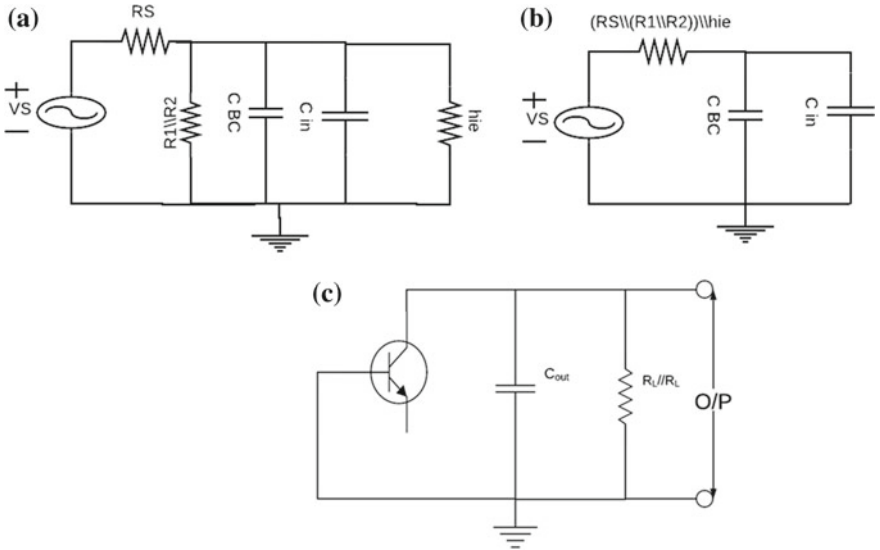 (a)
RS
+
VS
−
R1\\R2
C BC
C in
hie
(b)
(RS\\(R1\\R2))\\hie
+
VS
−
C BC
C in
(c)
Cout
RL//RL
O/P